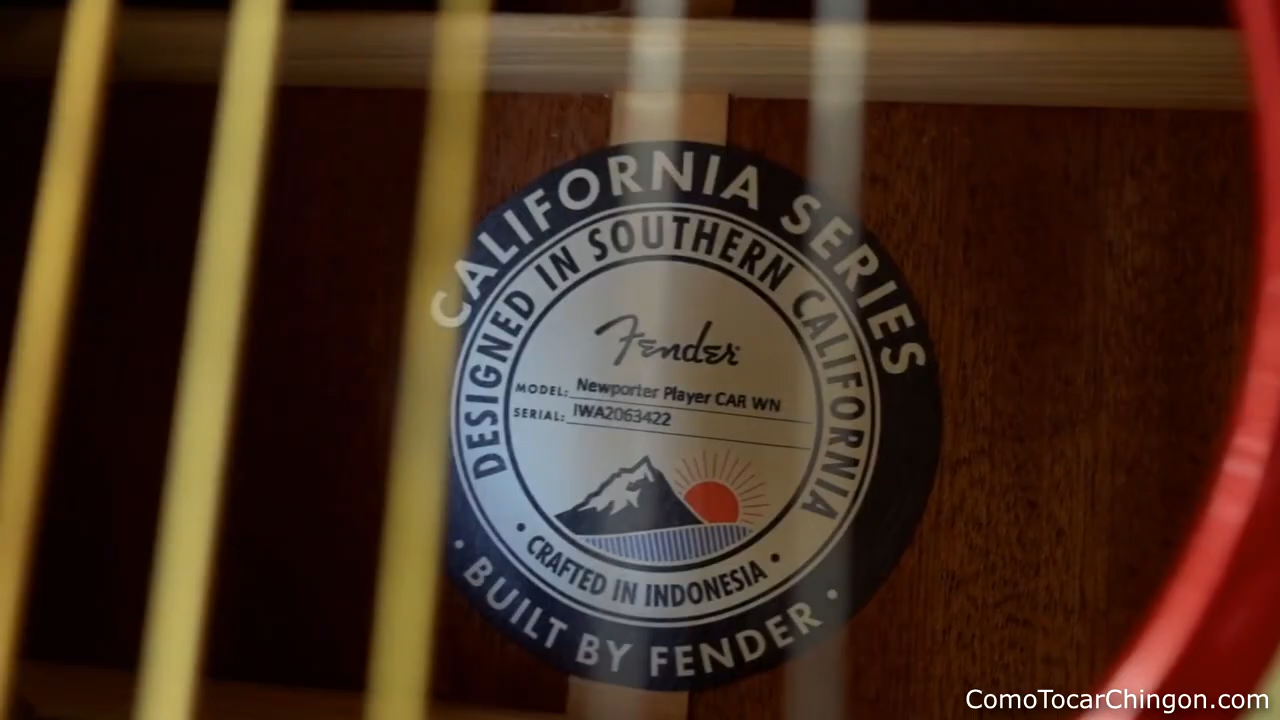 CALIFORNIA SERIES
DESIGNED IN SOUTHERN CALIFORNIA
Fender
MODEL: Newporter Player CAR WN
SERIAL: IWA2063422
• CRAFTED IN INDONESIA •
• BUILT BY FENDER •
ComoTocarChingon.com